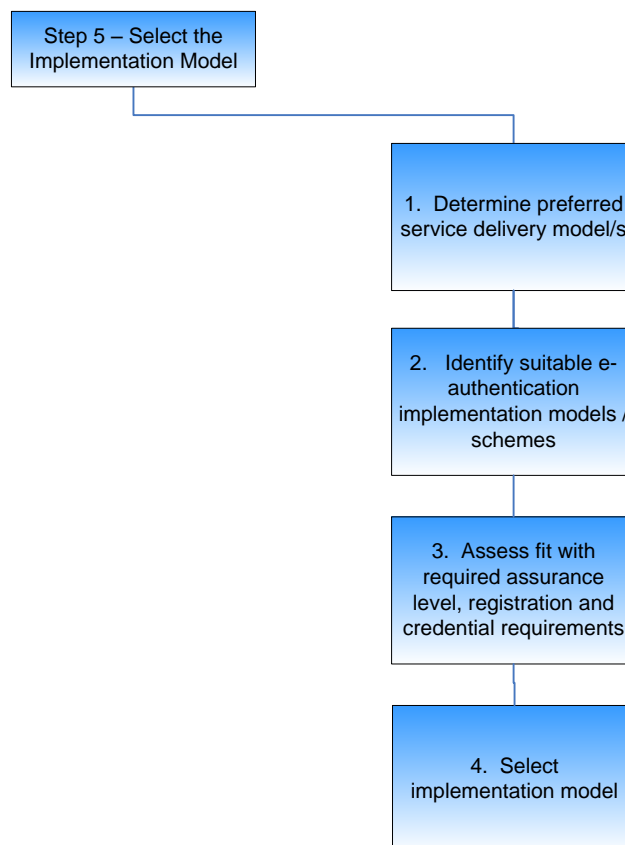 Step 5 – Select the
Implementation Model
1. Determine preferred
service delivery model/s
2. Identify suitable e-
authentication
implementation models /
schemes
3. Assess fit with
required assurance
level, registration and
credential requirements
4. Select
implementation model